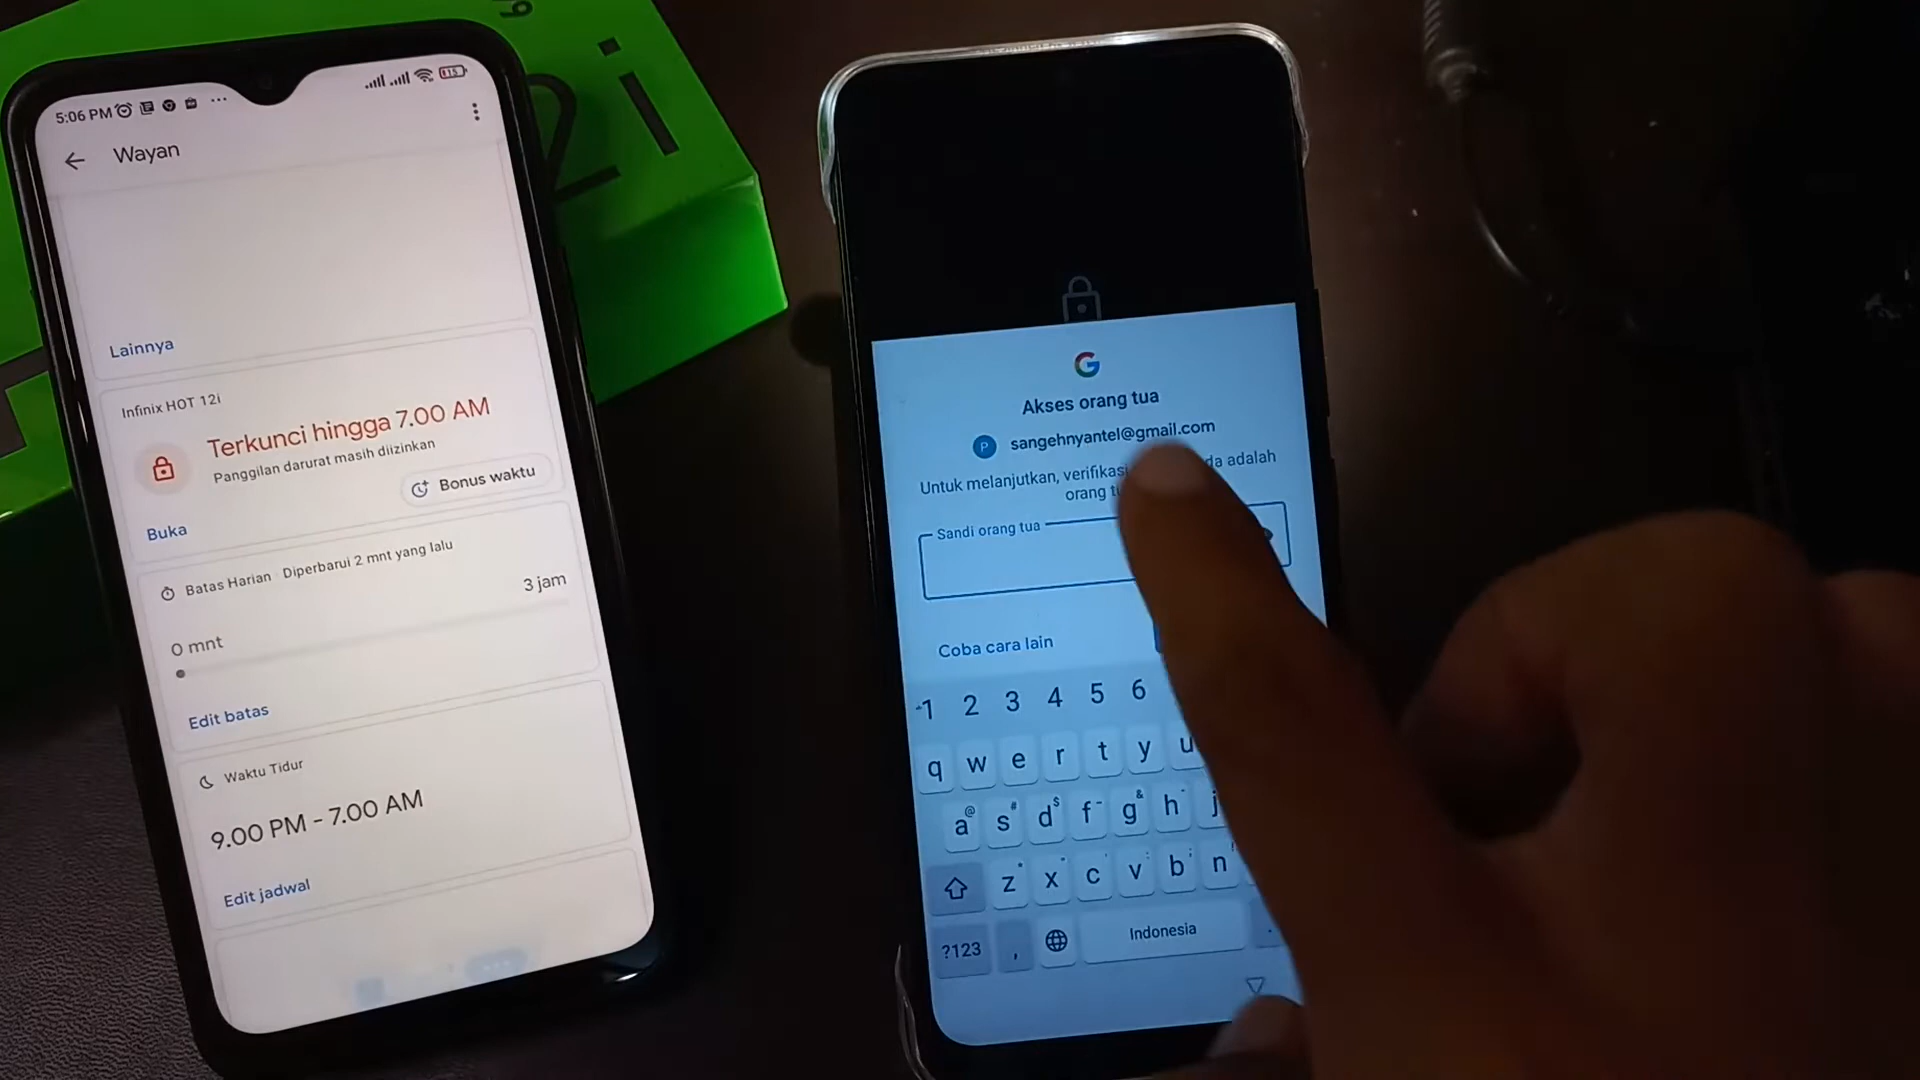 2i
5:06 PM
15
Wayan
Lainnya
Infinix HOT 12i
Terkunci hingga 7.00 AM
Panggilan darurat masih diizinkan
Bonus waktu
Buka
Batas Harian · Diperbarui 2 mnt yang lalu
3 jam
0 mnt
Edit batas
Waktu Tidur
9.00 PM - 7.00 AM
Edit jadwal
G
Akses orang tua
P sangehnyantel@gmail.com
Untuk melanjutkan, verifikasi adalah
orang
Sandi orang tua
Coba cara lain
1 2 3 4 5 6
q w e r t y u
@ # $ - &
a s d f g h j
z x c v b n
?123 , Indonesia .